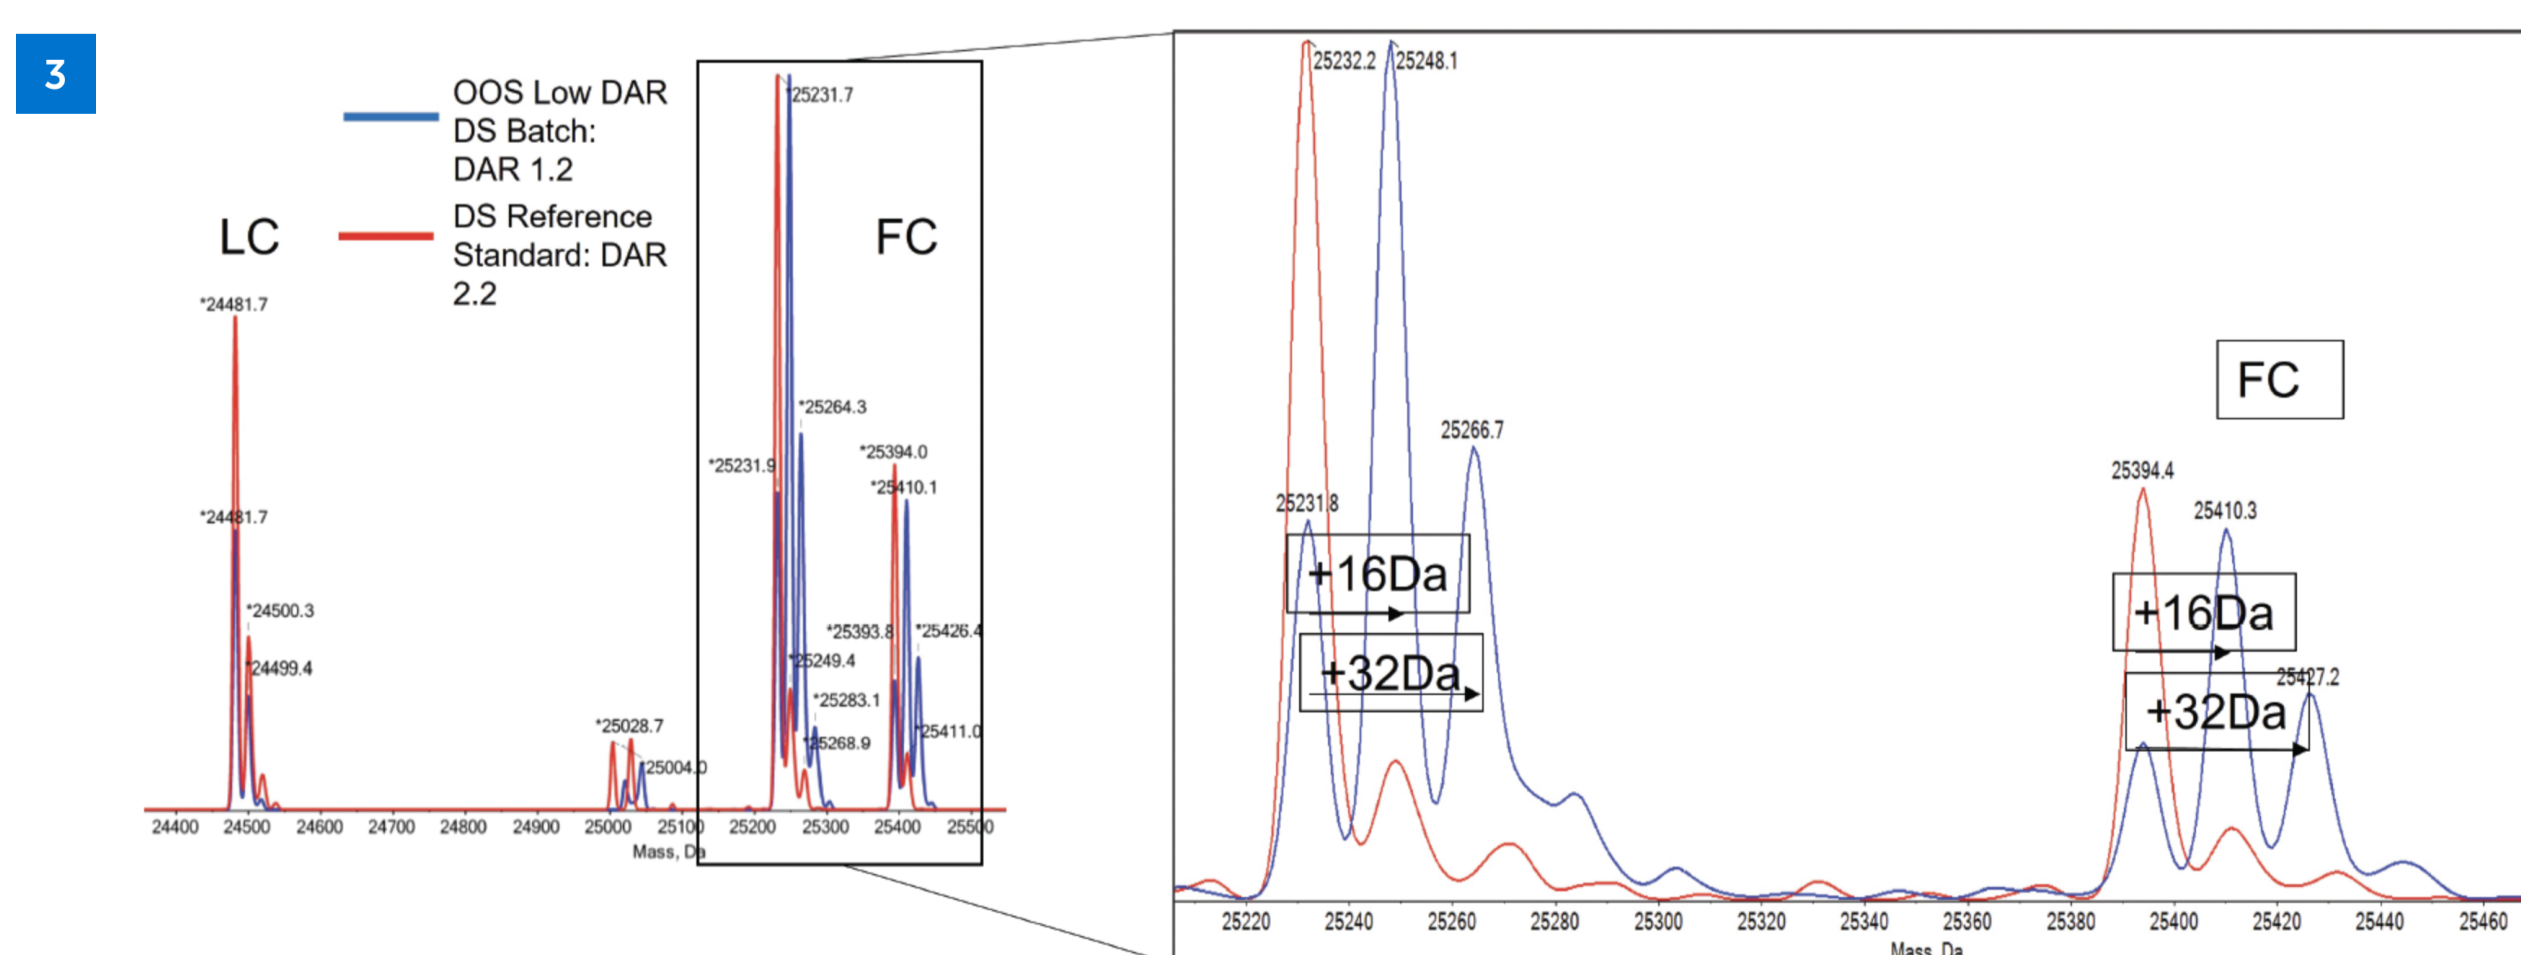 3
OOS Low DAR
DS Batch:
DAR 1.2
DS Reference
Standard: DAR
2.2
LC
FC
*24481.7
*24481.7
*24500.3
*24499.4
*25028.7
*25004.0
*25231.7
*25264.3
*25231.9
*25394.0
*25410.1
*25393.8
*25426.4
*25249.4
*25283.1
*25268.9
*25411.0
24400 24500 24600 24700 24800 24900 25000 25100 25200 25300 25400 25500
Mass, Da
25232.2
25248.1
25266.7
25231.8
+16Da
+32Da
FC
25394.4
25410.3
+16Da
25427.2
+32Da
25220 25240 25260 25280 25300 25320 25340 25360 25380 25400 25420 25440 25460
Mass, Da